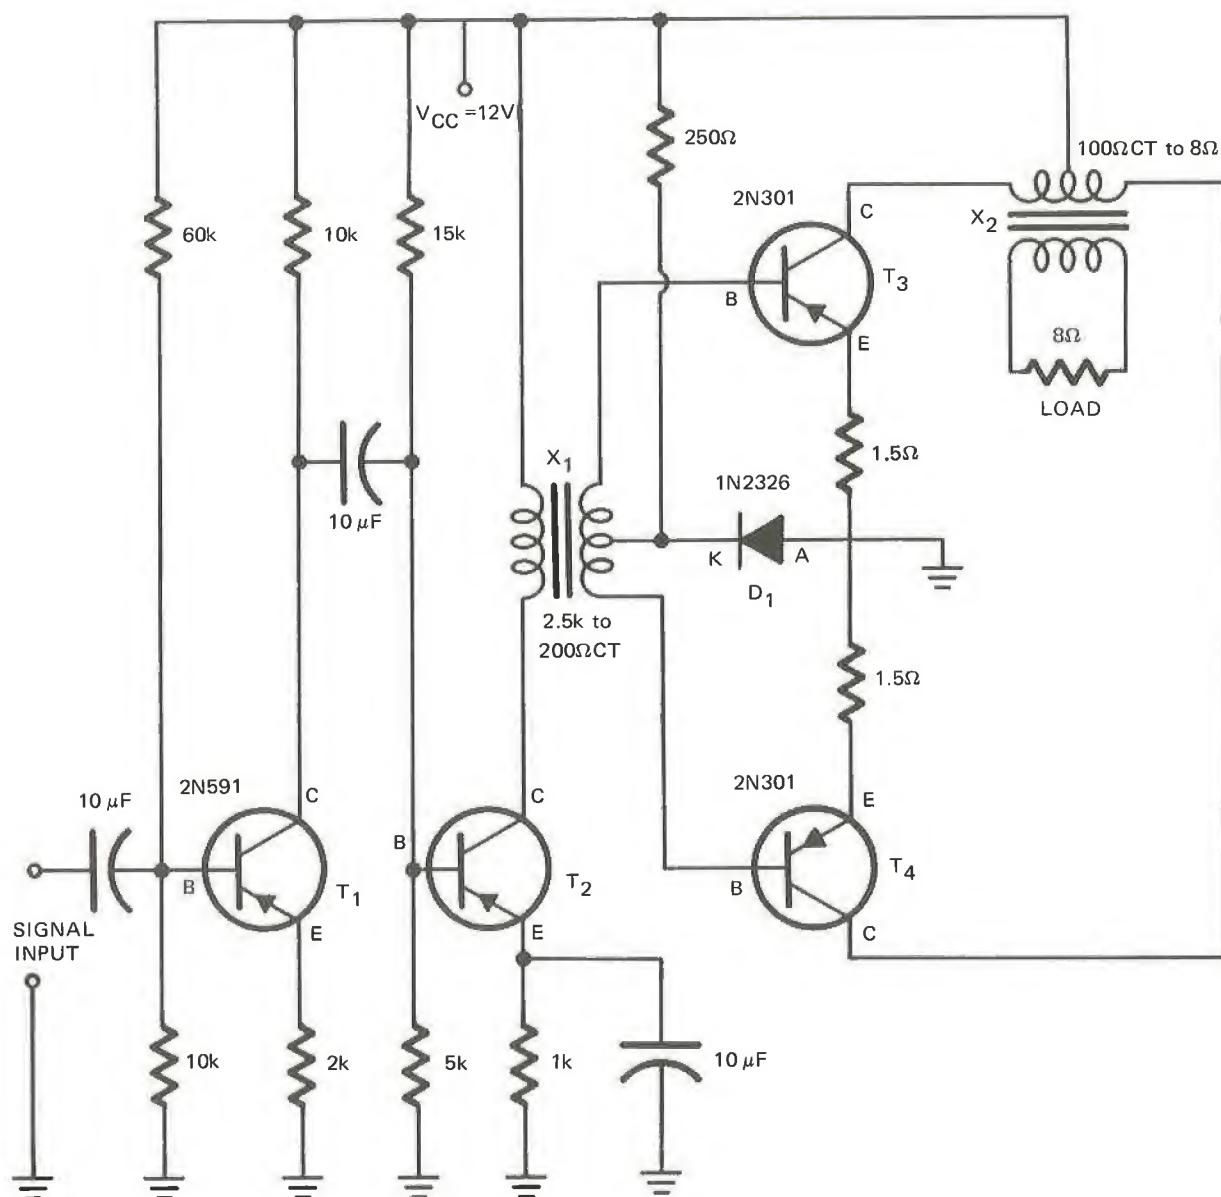 VCC = 12V
250Ω
100ΩCT to 8Ω
60k
10k
15k
2N301
C
X2
B
T3
E
8Ω
LOAD
1.5Ω
X1
1N2326
10 µF
K
A
D1
2.5k to
200ΩCT
1.5Ω
2N591
2N301
10 µF
C
C
E
B
B
T1
T2
B
T4
SIGNAL
INPUT
E
E
C
10k
2k
5k
1k
10 µF